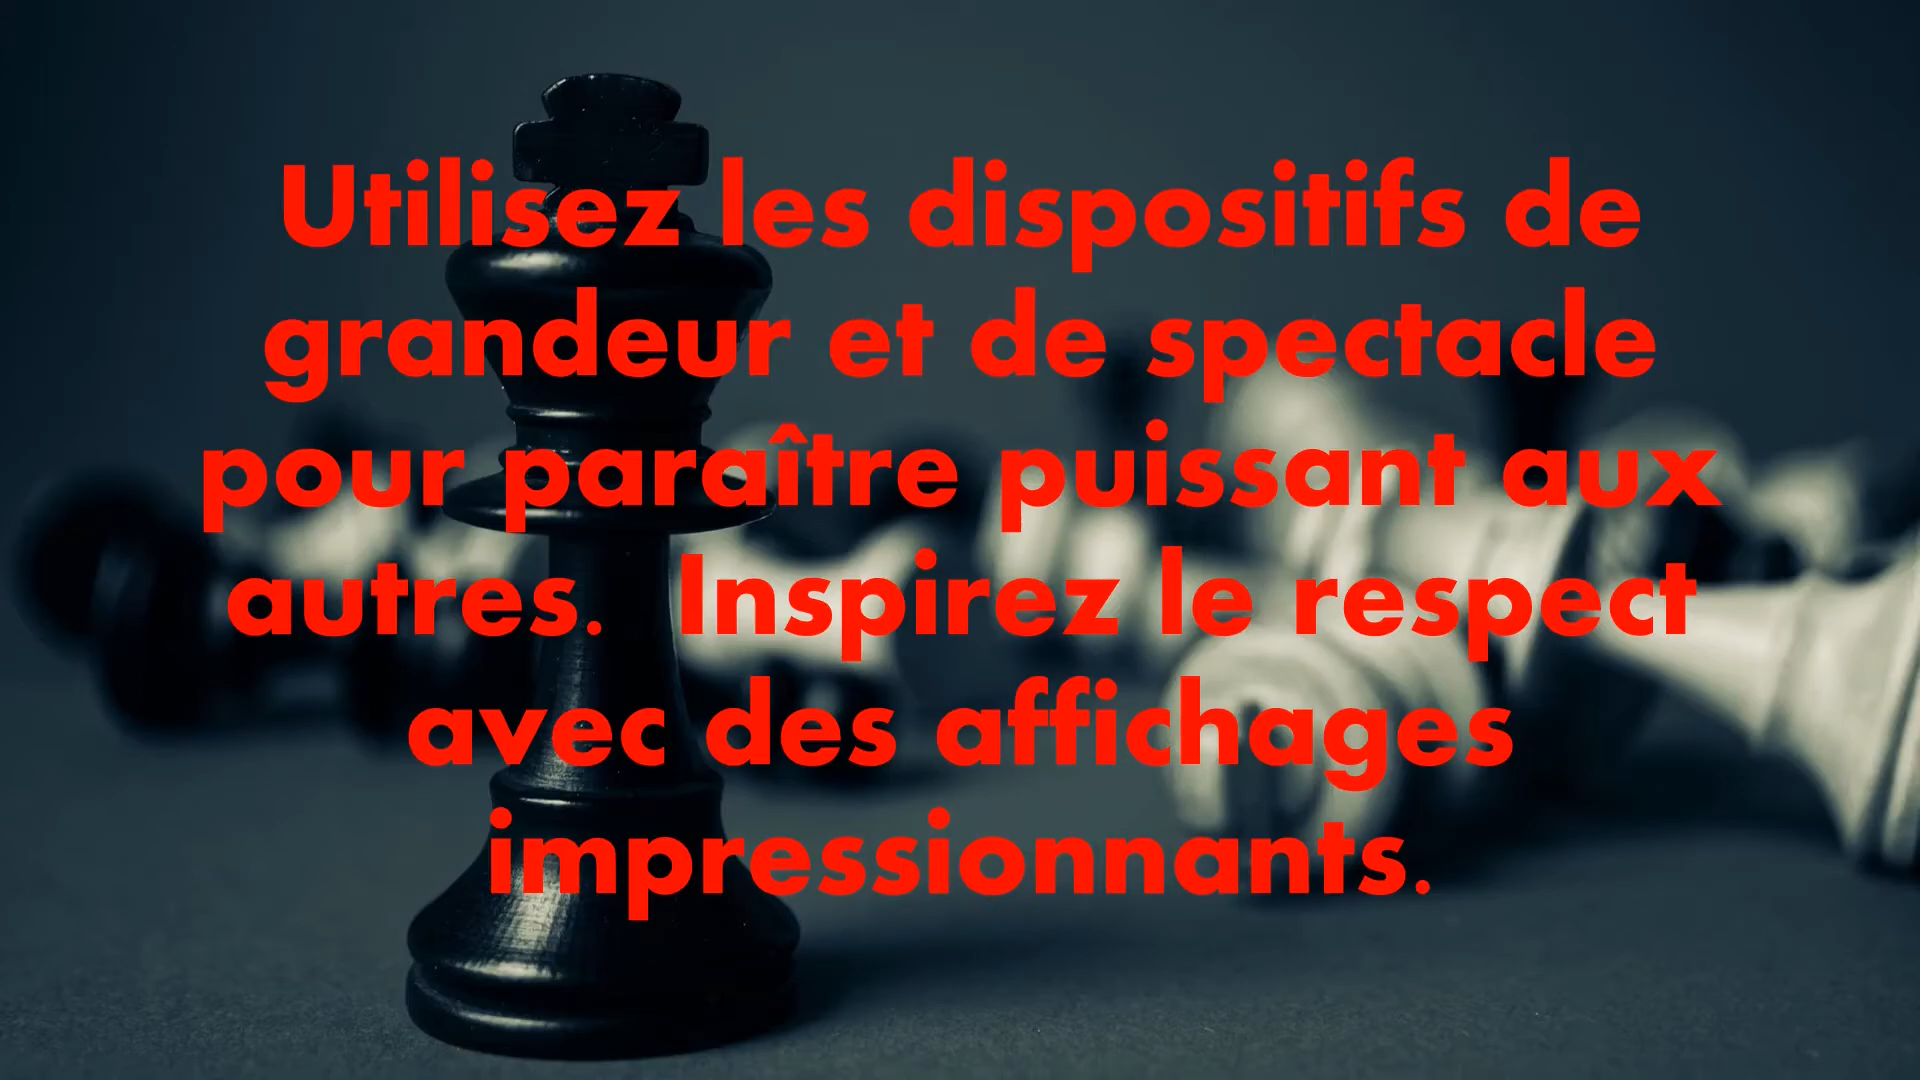 Utilisez les dispositifs de
grandeur et de spectacle
pour paraître puissant aux
autres.  Inspirez le respect
avec des affichages
impressionnants.